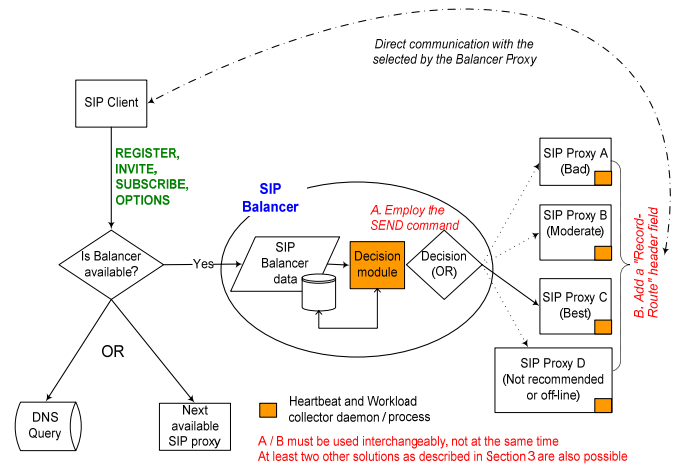 Direct communication with the
selected by the Balancer Proxy
SIP Client
REGISTER,
INVITE,
SUBSCRIBE,
OPTIONS
SIP
Balancer
A. Employ the
SEND command
Is Balancer
available?
Yes
SIP
Balancer
data
Decision
module
Decision
(OR)
SIP Proxy A
(Bad)
SIP Proxy B
(Moderate)
SIP Proxy C
(Best)
SIP Proxy D
(Not recommended
or off-line)
B. Add a "Record-
Route" header field
OR
DNS
Query
Next
available
SIP proxy
Heartbeat and Workload
collector daemon / process
A / B must be used interchangeably, not at the same time
At least two other solutions as described in Section 3 are also possible